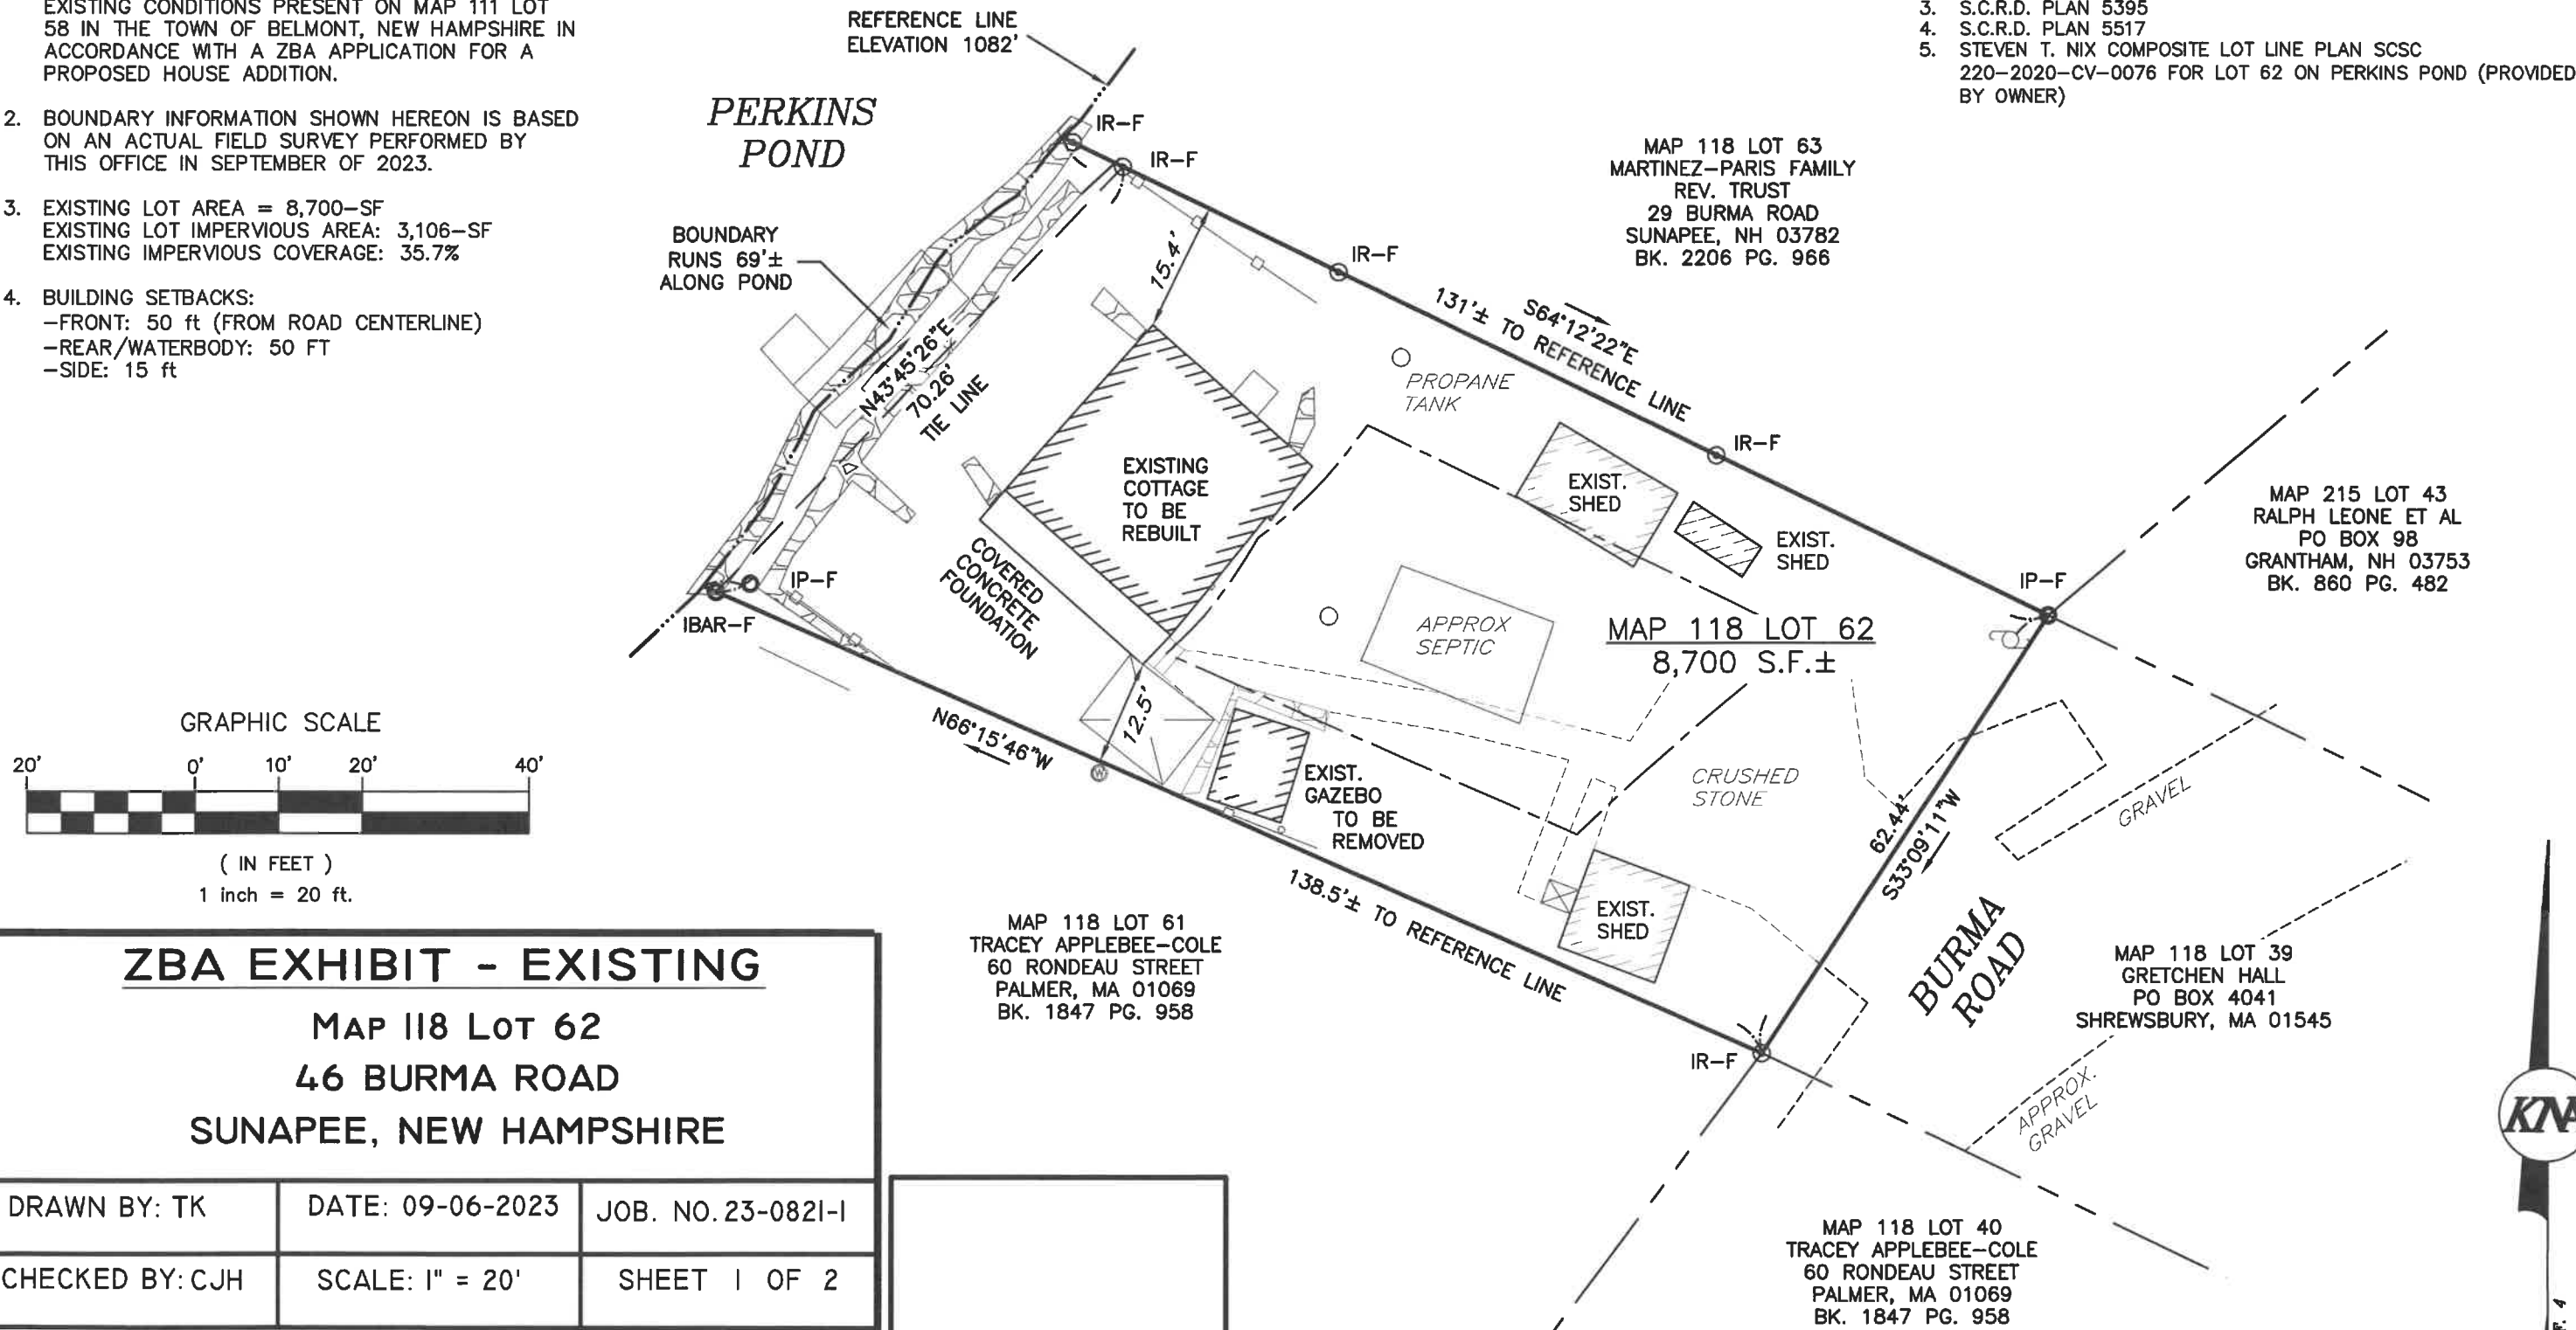 EXISTING CONDITIONS PRESENT ON MAP 111 LOT
58 IN THE TOWN OF BELMONT, NEW HAMPSHIRE IN
ACCORDANCE WITH A ZBA APPLICATION FOR A
PROPOSED HOUSE ADDITION.
2. BOUNDARY INFORMATION SHOWN HEREON IS BASED
ON AN ACTUAL FIELD SURVEY PERFORMED BY
THIS OFFICE IN SEPTEMBER OF 2023.
3. EXISTING LOT AREA = 8,700-SF
EXISTING LOT IMPERVIOUS AREA: 3,106-SF
EXISTING IMPERVIOUS COVERAGE: 35.7%
4. BUILDING SETBACKS:
-FRONT: 50 ft (FROM ROAD CENTERLINE)
-REAR/WATERBODY: 50 FT
-SIDE: 15 ft
REFERENCE LINE
ELEVATION 1082'
PERKINS
POND
BOUNDARY
RUNS 69'±
ALONG POND
3. S.C.R.D. PLAN 5395
4. S.C.R.D. PLAN 5517
5. STEVEN T. NIX COMPOSITE LOT LINE PLAN SCSC
220-2020-CV-0076 FOR LOT 62 ON PERKINS POND (PROVIDED
BY OWNER)
MAP 118 LOT 63
MARTINEZ-PARIS FAMILY
REV. TRUST
29 BURMA ROAD
SUNAPEE, NH 03782
BK. 2206 PG. 966
IR-F
IR-F
IR-F
IR-F
IP-F
15.4'
S64°12'22"E
131'± TO REFERENCE LINE
N43°45'26"E
70.26'
TIE LINE
PROPANE
TANK
EXISTING
COTTAGE
TO BE
REBUILT
EXIST.
SHED
EXIST.
SHED
MAP 215 LOT 43
RALPH LEONE ET AL
PO BOX 98
GRANTHAM, NH 03753
BK. 860 PG. 482
COVERED
CONCRETE
FOUNDATION
IP-F
IBAR-F
APPROX
SEPTIC
MAP 118 LOT 62
8,700 S.F.±
12.5'
N66°15'46"W
W
EXIST.
GAZEBO
TO BE
REMOVED
CRUSHED
STONE
62.44'
S33°09'11"W
GRAVEL
138.5'± TO REFERENCE LINE
EXIST.
SHED
IR-F
BURMA
ROAD
MAP 118 LOT 39
GRETCHEN HALL
PO BOX 4041
SHREWSBURY, MA 01545
APPROX.
GRAVEL
MAP 118 LOT 61
TRACEY APPLEBEE-COLE
60 RONDEAU STREET
PALMER, MA 01069
BK. 1847 PG. 958
MAP 118 LOT 40
TRACEY APPLEBEE-COLE
60 RONDEAU STREET
PALMER, MA 01069
BK. 1847 PG. 958
GRAPHIC SCALE
20' 0' 10' 20' 40'
( IN FEET )
1 inch = 20 ft.
ZBA EXHIBIT - EXISTING
MAP 118 LOT 62
46 BURMA ROAD
SUNAPEE, NEW HAMPSHIRE
DRAWN BY: TK DATE: 09-06-2023 JOB. NO. 23-0821-1
CHECKED BY: CJH SCALE: 1" = 20' SHEET 1 OF 2